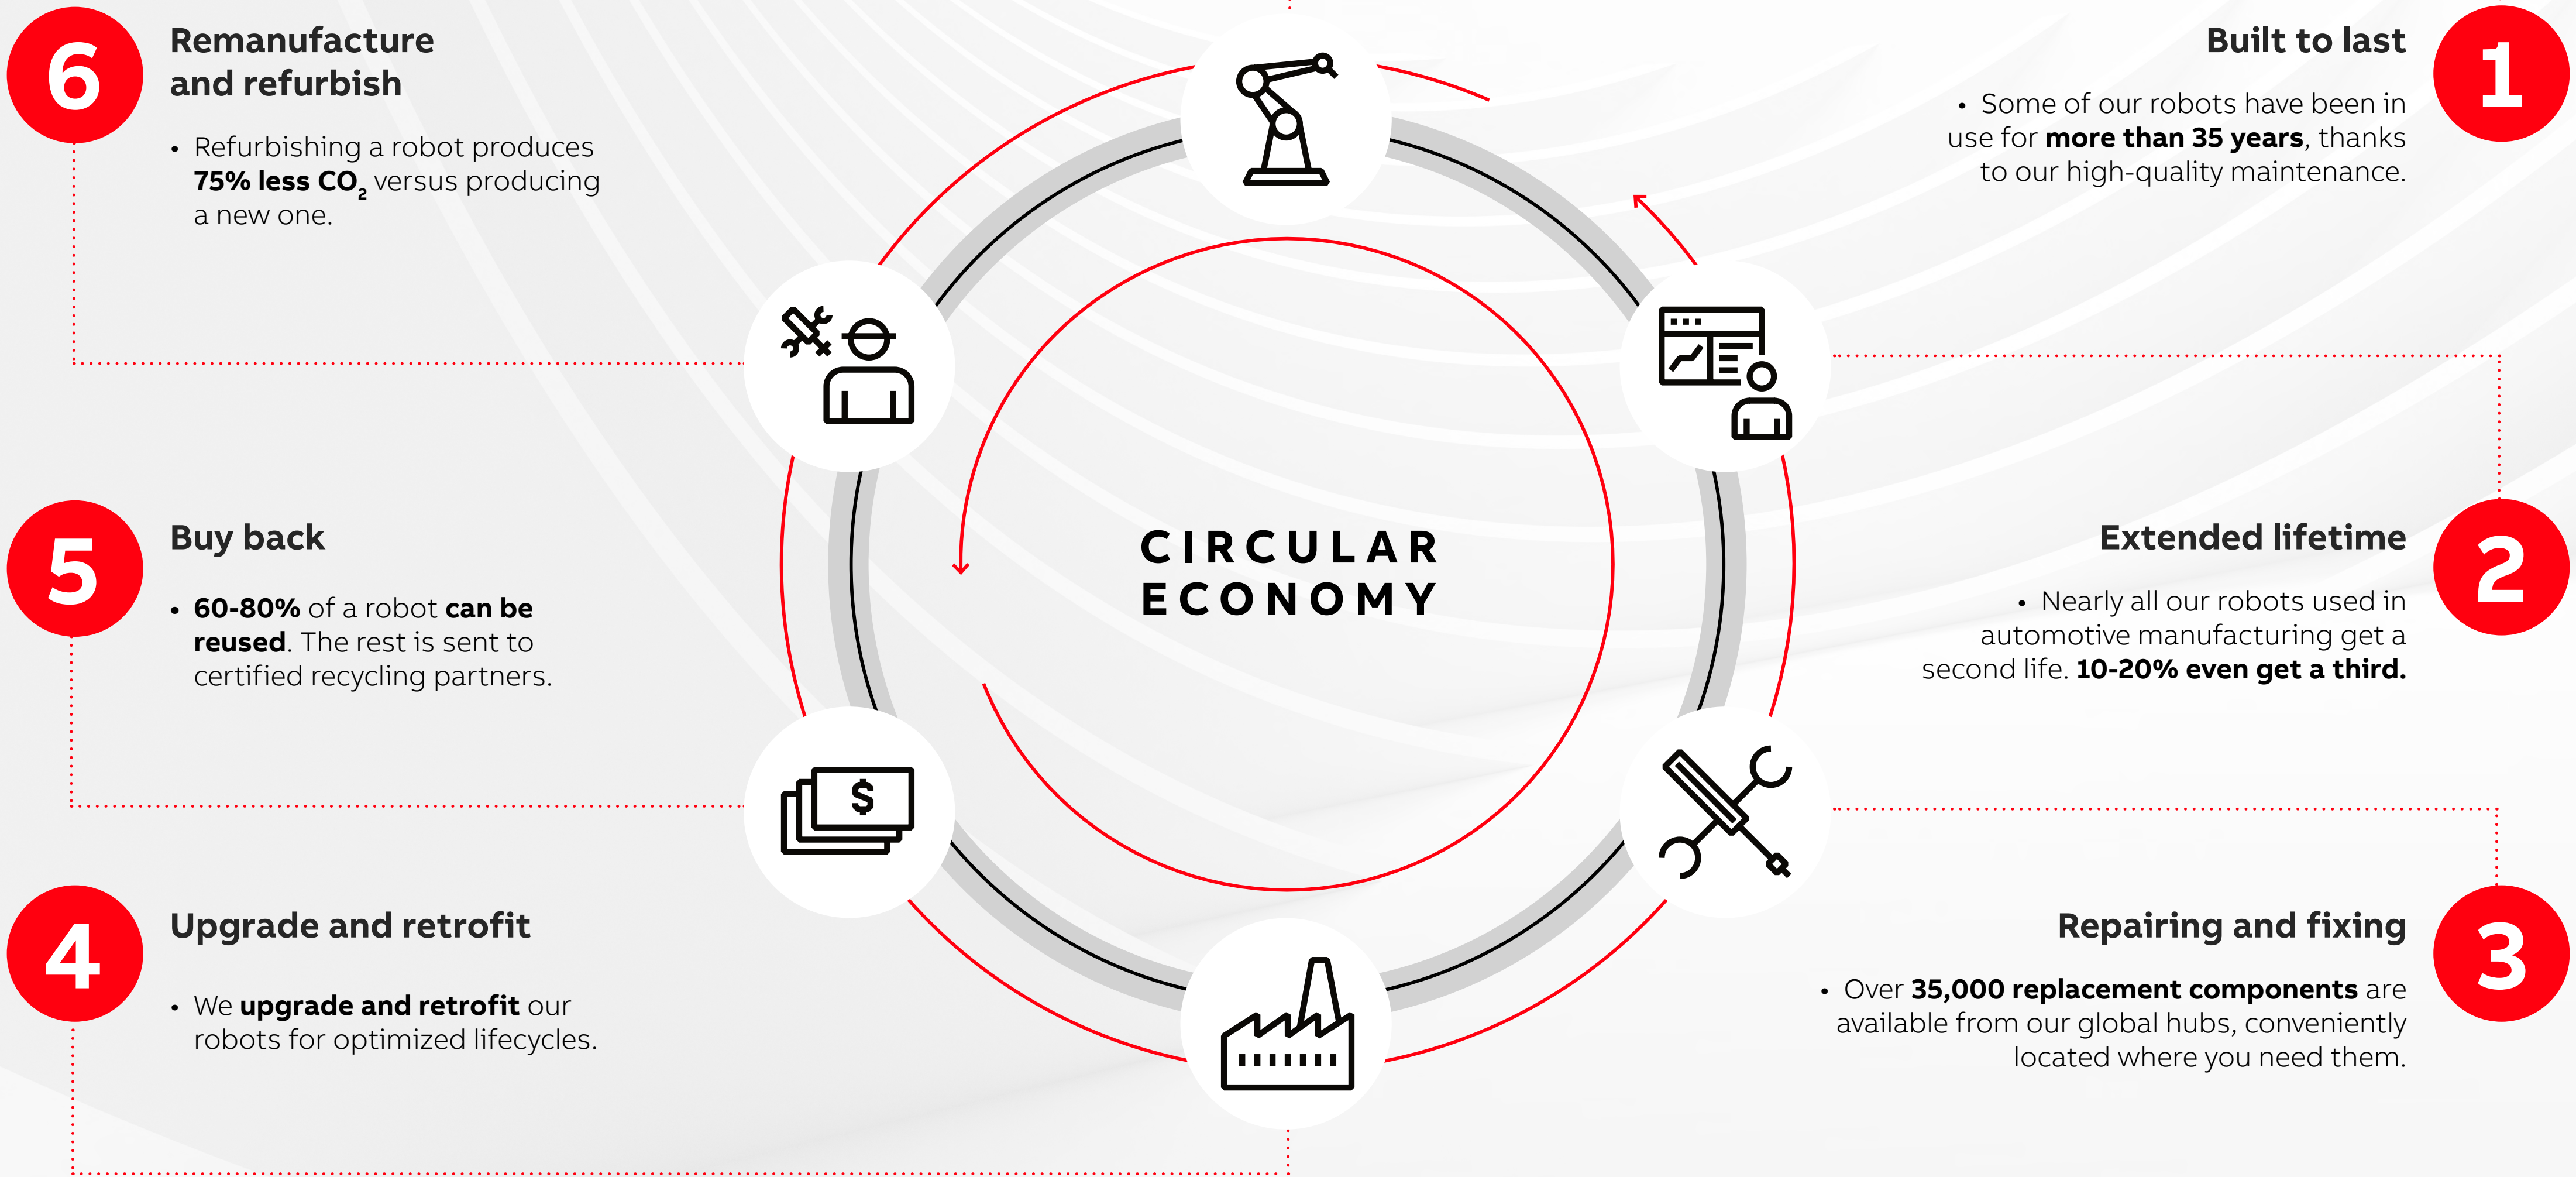 1
Built to last
• Some of our robots have been in
use for more than 35 years, thanks
to our high-quality maintenance.
2
Extended lifetime
• Nearly all our robots used in
automotive manufacturing get a
second life. 10-20% even get a third.
3
Repairing and fixing
• Over 35,000 replacement components are
available from our global hubs, conveniently
located where you need them.
4
Upgrade and retrofit
• We upgrade and retrofit our
robots for optimized lifecycles.
5
Buy back
• 60-80% of a robot can be
reused. The rest is sent to
certified recycling partners.
6
Remanufacture
and refurbish
• Refurbishing a robot produces
75% less CO₂ versus producing
a new one.
CIRCULAR
ECONOMY
$